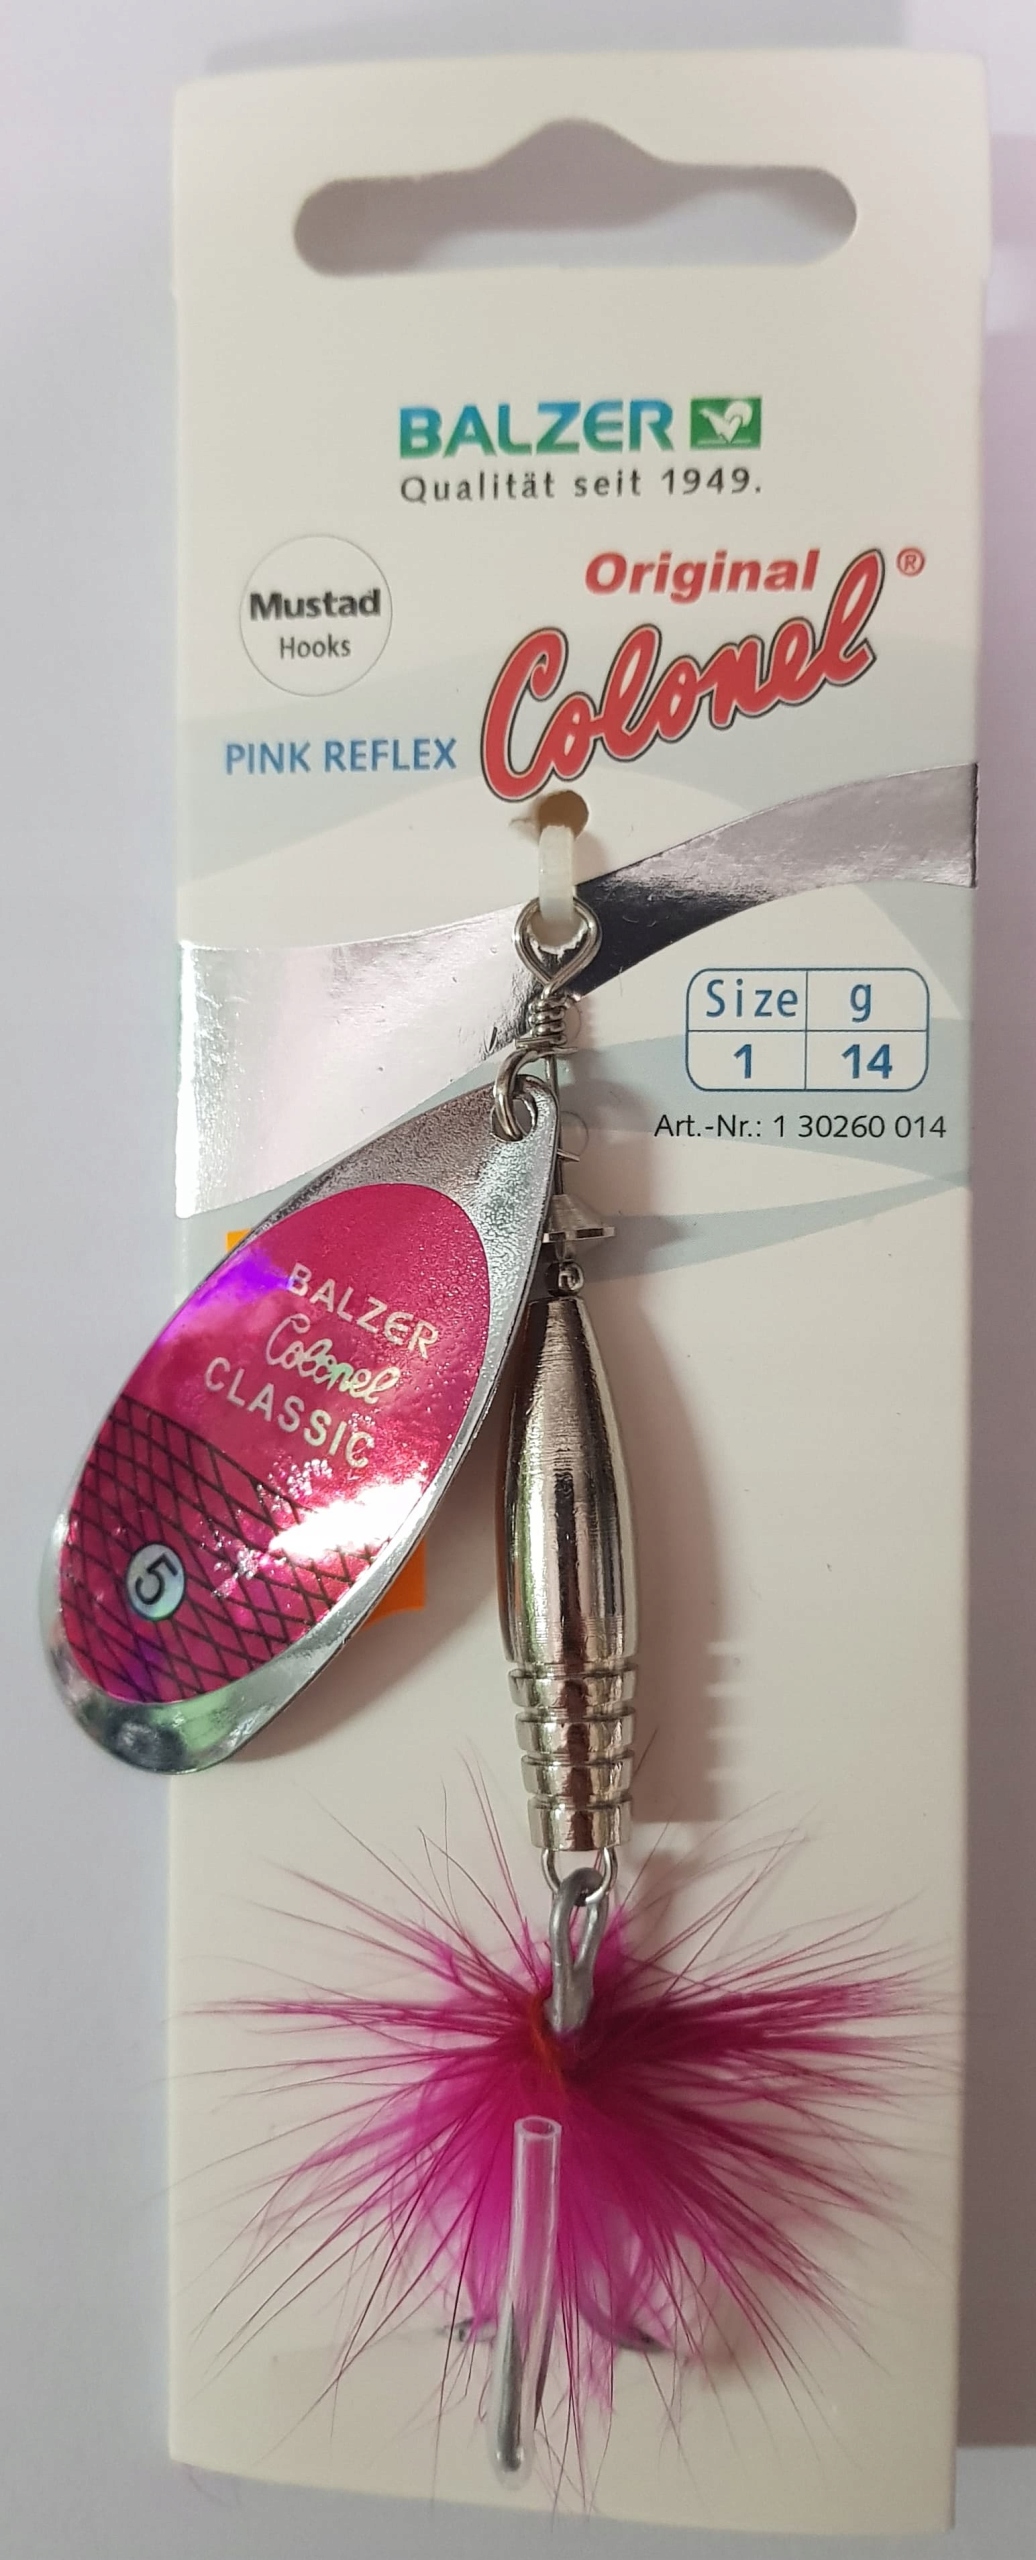 BALZER
Qualität seit 1949.
Mustad
Hooks
Original
Colonel®
PINK REFLEX
Size g
1 14
Art.-Nr.: 1 30260 014
BALZER
Colonel
CLASSIC
5